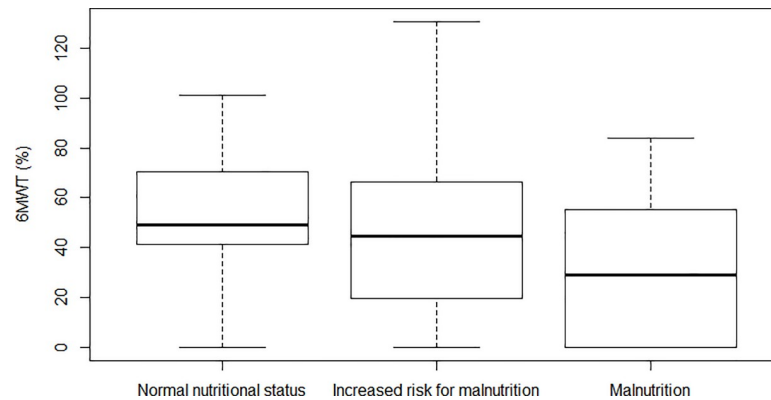 120
100
80
60
40
20
0
6MWT (%)
Normal nutritional status
Increased risk for malnutrition
Malnutrition